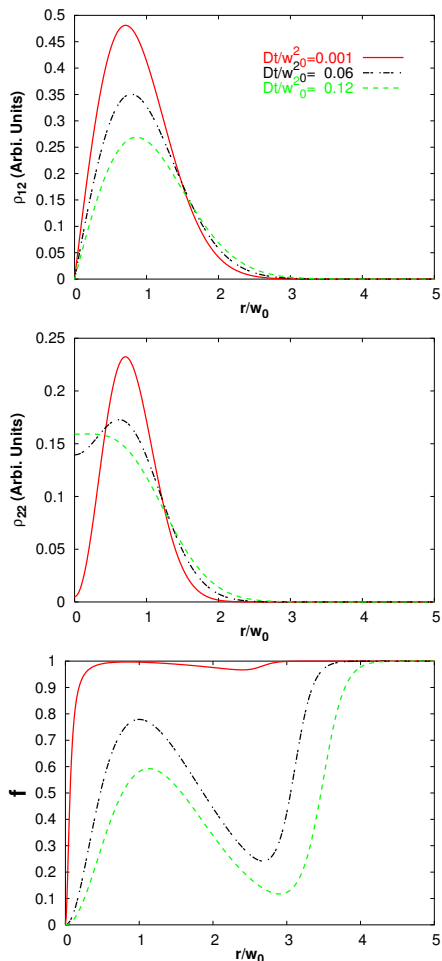 0.5
0.45
0.4
0.35
0.3
0.25
0.2
0.15
0.1
0.05
0
ρ12 (Arbi. Units)
Dt/w20=0.001
Dt/w20= 0.06
Dt/w20= 0.12
0 1 2 3 4 5
r/w0
0.25
0.2
0.15
0.1
0.05
0
ρ22 (Arbi. Units)
0 1 2 3 4 5
r/w0
1
0.9
0.8
0.7
0.6
0.5
0.4
0.3
0.2
0.1
0
f
0 1 2 3 4 5
r/w0